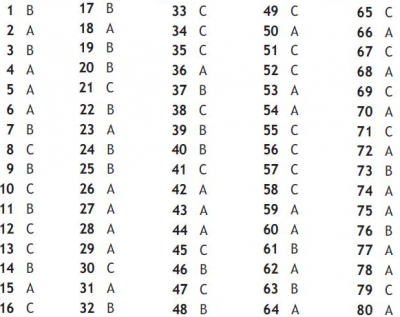 1 B 17 B 33 C 49 C 65 C
2 A 18 A 34 C 50 A 66 A
3 B 19 B 35 C 51 C 67 C
4 A 20 B 36 A 52 C 68 A
5 A 21 C 37 B 53 A 69 C
6 A 22 B 38 C 54 A 70 A
7 B 23 A 39 B 55 C 71 C
8 C 24 B 40 B 56 C 72 A
9 B 25 B 41 C 57 C 73 B
10 C 26 A 42 A 58 C 74 A
11 B 27 A 43 A 59 A 75 A
12 C 28 A 44 A 60 A 76 B
13 C 29 A 45 C 61 B 77 A
14 B 30 C 46 B 62 A 78 A
15 A 31 A 47 C 63 B 79 C
16 C 32 B 48 B 64 A 80 A